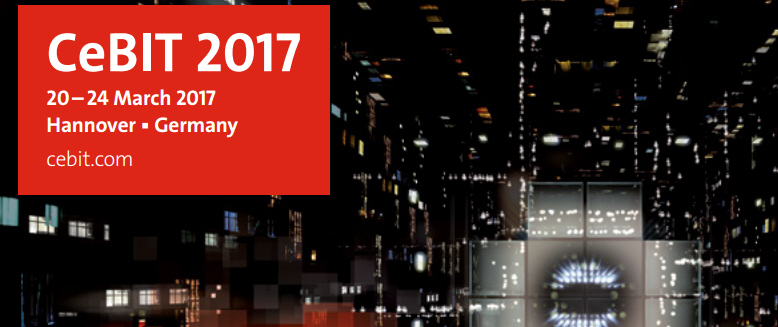 CeBIT 2017
20–24 March 2017
Hannover ▪ Germany
cebit.com